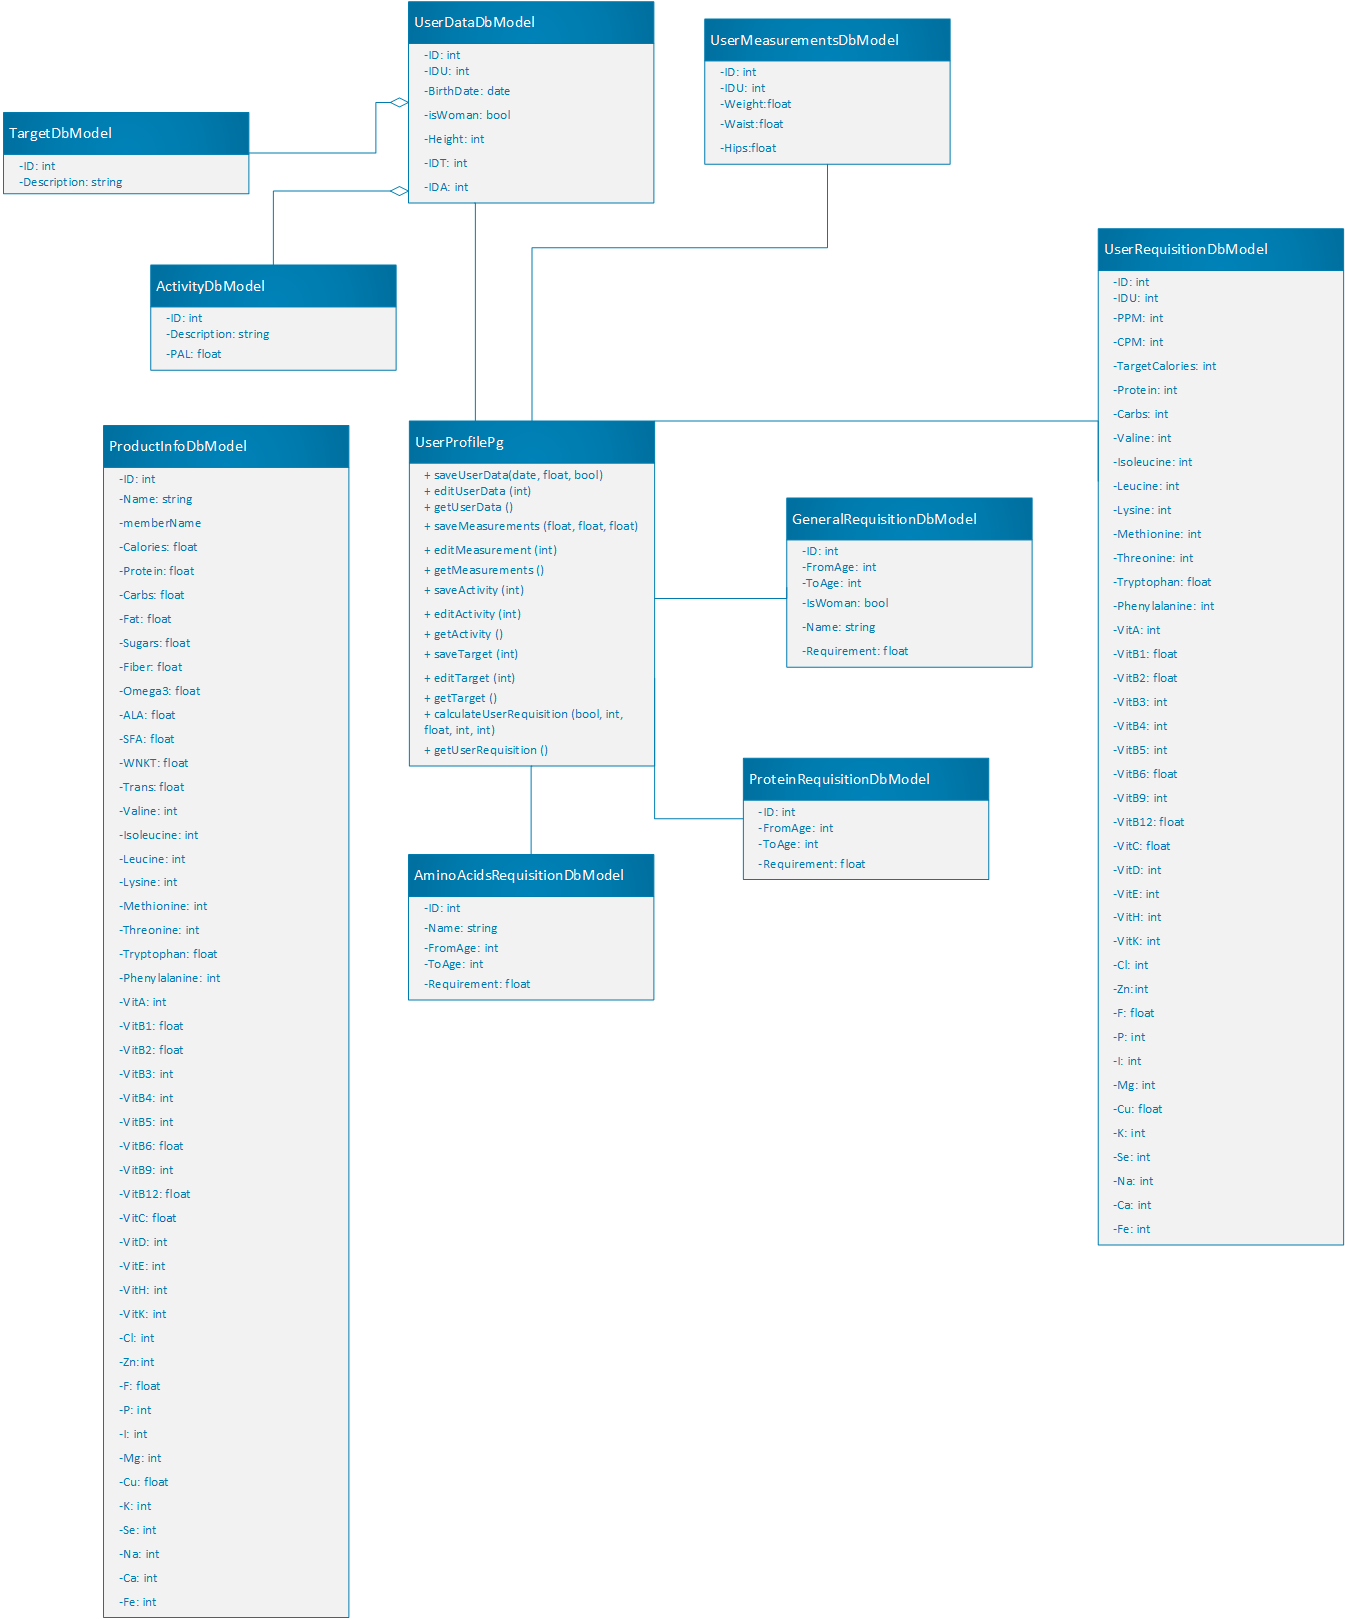 UserDataDbModel
-ID: int
-IDU: int
-BirthDate: date
-isWoman: bool
-Height: int
-IDT: int
-IDA: int
UserMeasurementsDbModel
-ID: int
-IDU: int
-Weight:float
-Waist:float
-Hips:float
TargetDbModel
-ID: int
-Description: string
ActivityDbModel
-ID: int
-Description: string
-PAL: float
UserRequisitionDbModel
-ID: int
-IDU: int
-PPM: int
-CPM: int
-TargetCalories: int
-Protein: int
-Carbs: int
-Valine: int
-Isoleucine: int
-Leucine: int
-Lysine: int
-Methionine: int
-Threonine: int
-Tryptophan: float
-Phenylalanine: int
-VitA: int
-VitB1: float
-VitB2: float
-VitB3: int
-VitB4: int
-VitB5: int
-VitB6: float
-VitB9: int
-VitB12: float
-VitC: float
-VitD: int
-VitE: int
-VitH: int
-VitK: int
-Cl: int
-Zn:int
-F: float
-P: int
-I: int
-Mg: int
-Cu: float
-K: int
-Se: int
-Na: int
-Ca: int
-Fe: int
ProductInfoDbModel
-ID: int
-Name: string
-memberName
-Calories: float
-Protein: float
-Carbs: float
-Fat: float
-Sugars: float
-Fiber: float
-Omega3: float
-ALA: float
-SFA: float
-WNKT: float
-Trans: float
-Valine: int
-Isoleucine: int
-Leucine: int
-Lysine: int
-Methionine: int
-Threonine: int
-Tryptophan: float
-Phenylalanine: int
-VitA: int
-VitB1: float
-VitB2: float
-VitB3: int
-VitB4: int
-VitB5: int
-VitB6: float
-VitB9: int
-VitB12: float
-VitC: float
-VitD: int
-VitE: int
-VitH: int
-VitK: int
-Cl: int
-Zn:int
-F: float
-P: int
-I: int
-Mg: int
-Cu: float
-K: int
-Se: int
-Na: int
-Ca: int
-Fe: int
UserProfilePg
+ saveUserData(date, float, bool)
+ editUserData (int)
+ getUserData ()
+ saveMeasurements (float, float, float)
+ editMeasurement (int)
+ getMeasurements ()
+ saveActivity (int)
+ editActivity (int)
+ getActivity ()
+ saveTarget (int)
+ editTarget (int)
+ getTarget ()
+ calculateUserRequisition (bool, int,
float, int, int)
+ getUserRequisition ()
GeneralRequisitionDbModel
-ID: int
-FromAge: int
-ToAge: int
-IsWoman: bool
-Name: string
-Requirement: float
ProteinRequisitionDbModel
-ID: int
-FromAge: int
-ToAge: int
-Requirement: float
AminoAcidsRequisitionDbModel
-ID: int
-Name: string
-FromAge: int
-ToAge: int
-Requirement: float